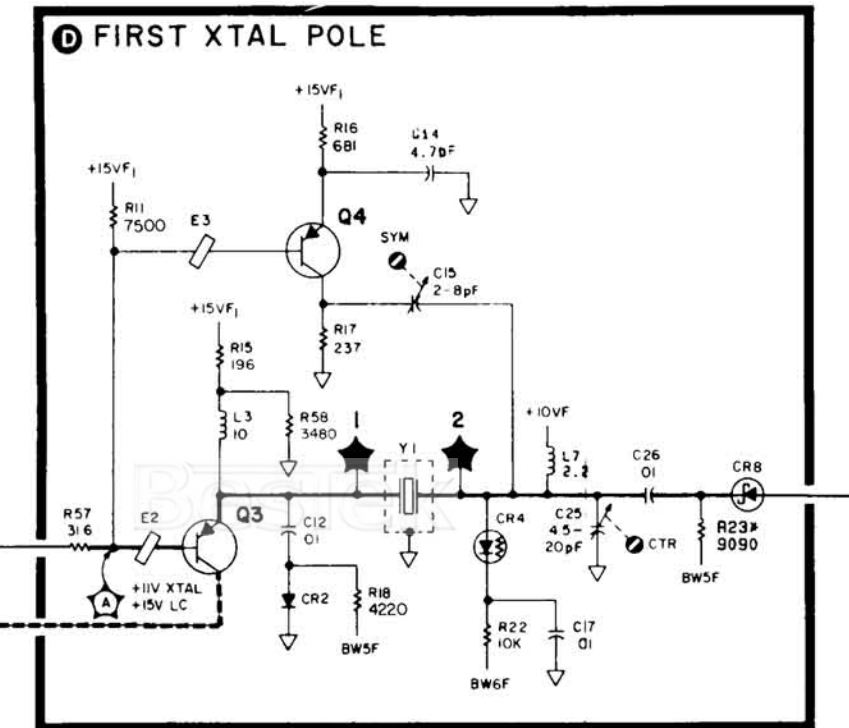 D FIRST XTAL POLE
+15VF1
R16
681
C14
4.7pF
+15VF1
R11
7500
E3
Q4
SYM
C15
2-8pF
+15VF1
R17
237
R15
196
L3
10
R58
3480
1
2
+10VF
Y1
L7
2.2
C26
01
CR8
R57
316
E2
Q3
C12
01
CR4
C25
4.5-
20pF
CTR
R23*
9090
BW5F
A
+11V XTAL
+15V LC
CR2
R18
4220
BW5F
R22
10K
C17
01
BW6F
BesTek